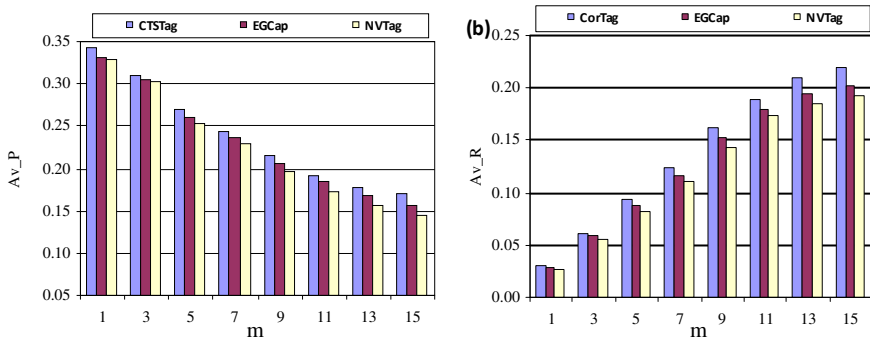 CTSTag EGCap NVTag
0.35
0.30
0.25
0.20
0.15
0.10
0.05
Av_P
1 3 5 7 9 11 13 15
m
(b)
CorTag EGCap NVTag
0.25
0.20
0.15
0.10
0.05
0.00
Av_R
1 3 5 7 9 11 13 15
m